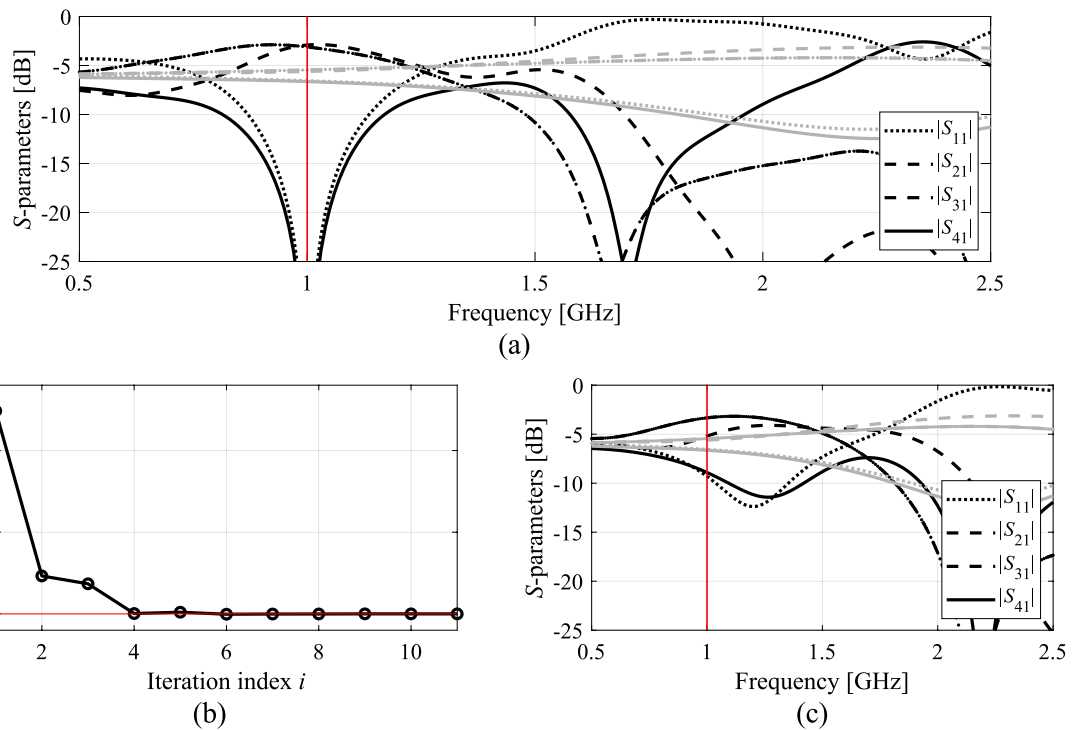 0
-5
-10
-15
-20
-25
S-parameters [dB]
0.5 1 1.5 2 2.5
Frequency [GHz]
|S11|
|S21|
|S31|
|S41|
(a)
2 4 6 8 10
Iteration index i
(b)
0
-5
-10
-15
-20
-25
S-parameters [dB]
0.5 1 1.5 2 2.5
Frequency [GHz]
|S11|
|S21|
|S31|
|S41|
(c)